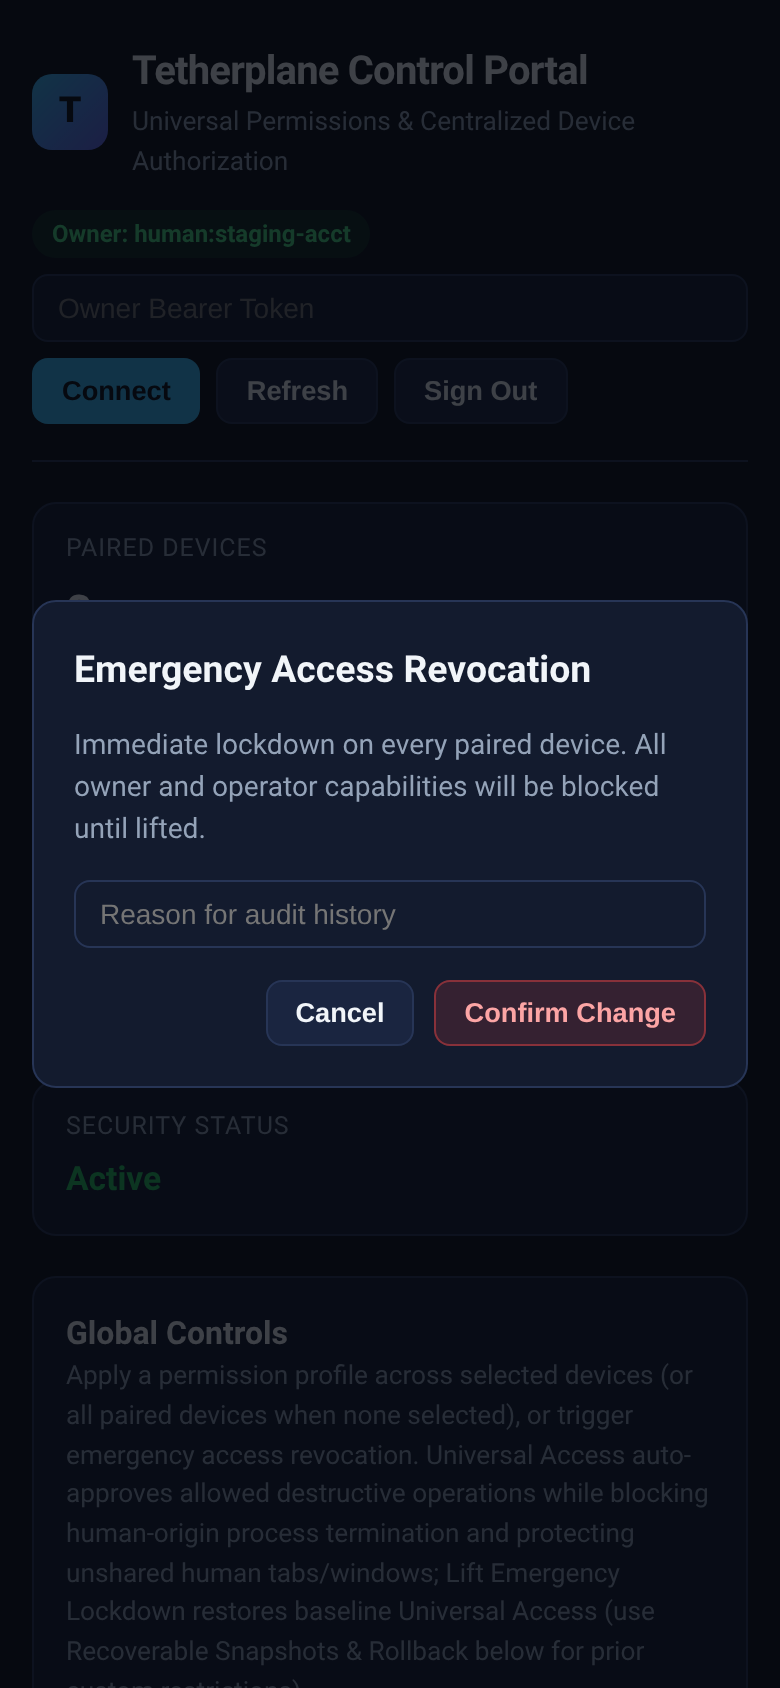 T
Tetherplane Control Portal
Universal Permissions & Centralized Device
Authorization
Owner: human:staging-acct
Owner Bearer Token
Connect
Refresh
Sign Out
PAIRED DEVICES
Emergency Access Revocation
Immediate lockdown on every paired device. All
owner and operator capabilities will be blocked
until lifted.
Reason for audit history
Cancel
Confirm Change
SECURITY STATUS
Active
Global Controls
Apply a permission profile across selected devices (or
all paired devices when none selected), or trigger
emergency access revocation. Universal Access auto-
approves allowed destructive operations while blocking
human-origin process termination and protecting
unshared human tabs/windows; Lift Emergency
Lockdown restores baseline Universal Access (use
Recoverable Snapshots & Rollback below for prior
custom restrictions).